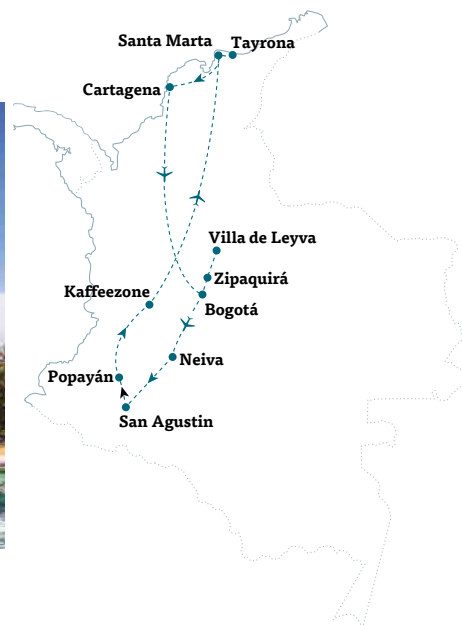 Santa Marta
Tayrona
Cartagena
Villa de Leyva
Zipaquirá
Kaffeezone
Bogotá
Neiva
Popayán
San Agustin